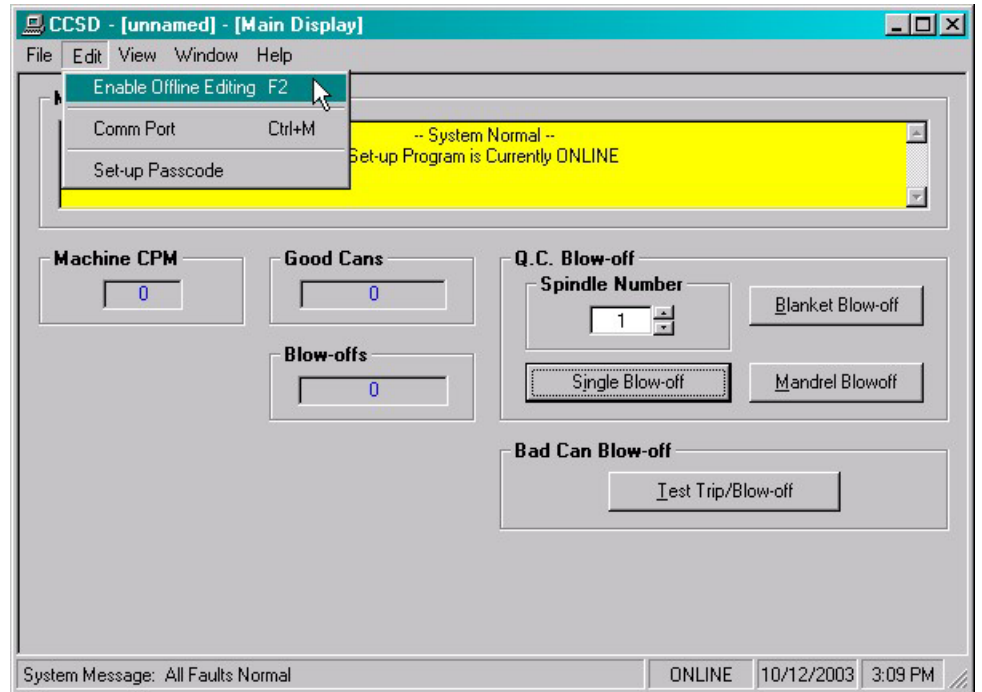 CCSD - [unnamed] - [Main Display]
File Edit View Window Help
Enable Offline Editing F2
Comm Port Ctrl+M
Set-up Passcode
-- System Normal --
Set-up Program is Currently ONLINE
Machine CPM
0
Good Cans
0
Blow-offs
0
Q.C. Blow-off
Spindle Number
1
Blanket Blow-off
Single Blow-off
Mandrel Blowoff
Bad Can Blow-off
Test Trip/Blow-off
System Message: All Faults Normal
ONLINE
10/12/2003
3:09 PM